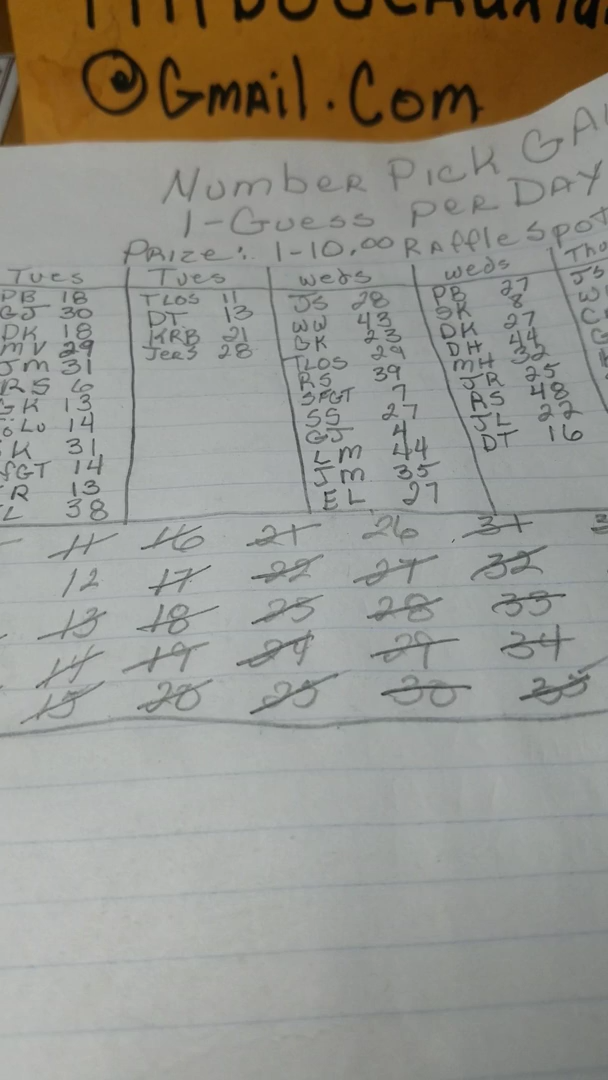 @Gmail.Com
Number Pick
1-Guess per DAY
Prize: 1-10.00 Raffle Spot
Tues
PB 18
GJ 30
DK 18
MV 29
JM 31
RS 6
GK 13
14
K 31
FGT 14
R 13
L 38
Tues
TLOS 11
DT 13
KRB 21
Jees 28
Weds
JS 28
WW 43
GK 23
TLOS 29
RS 39
SFGT 7
SS 27
GJ 4
LM 44
JM 35
EL 27
Weds
PB 27
SK 8
DK 27
DH 44
MH 32
JR 25
RS 48
JL 22
DT 16
JS
11 16 21 26 31
12 17 22 27 32
13 18 23 28 33
14 19 24 29 34
15 20 25 30 35